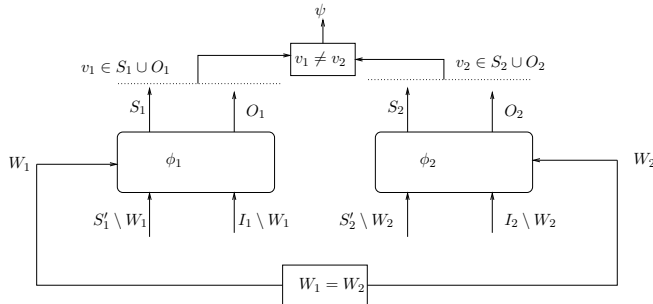 ψ
v₁ ∈ S₁ ∪ O₁
v₁ ≠ v₂
v₂ ∈ S₂ ∪ O₂
S₁
O₁
S₂
O₂
W₁
ϕ₁
ϕ₂
W₂
S′₁ \ W₁
I₁ \ W₁
S′₂ \ W₂
I₂ \ W₂
W₁ = W₂